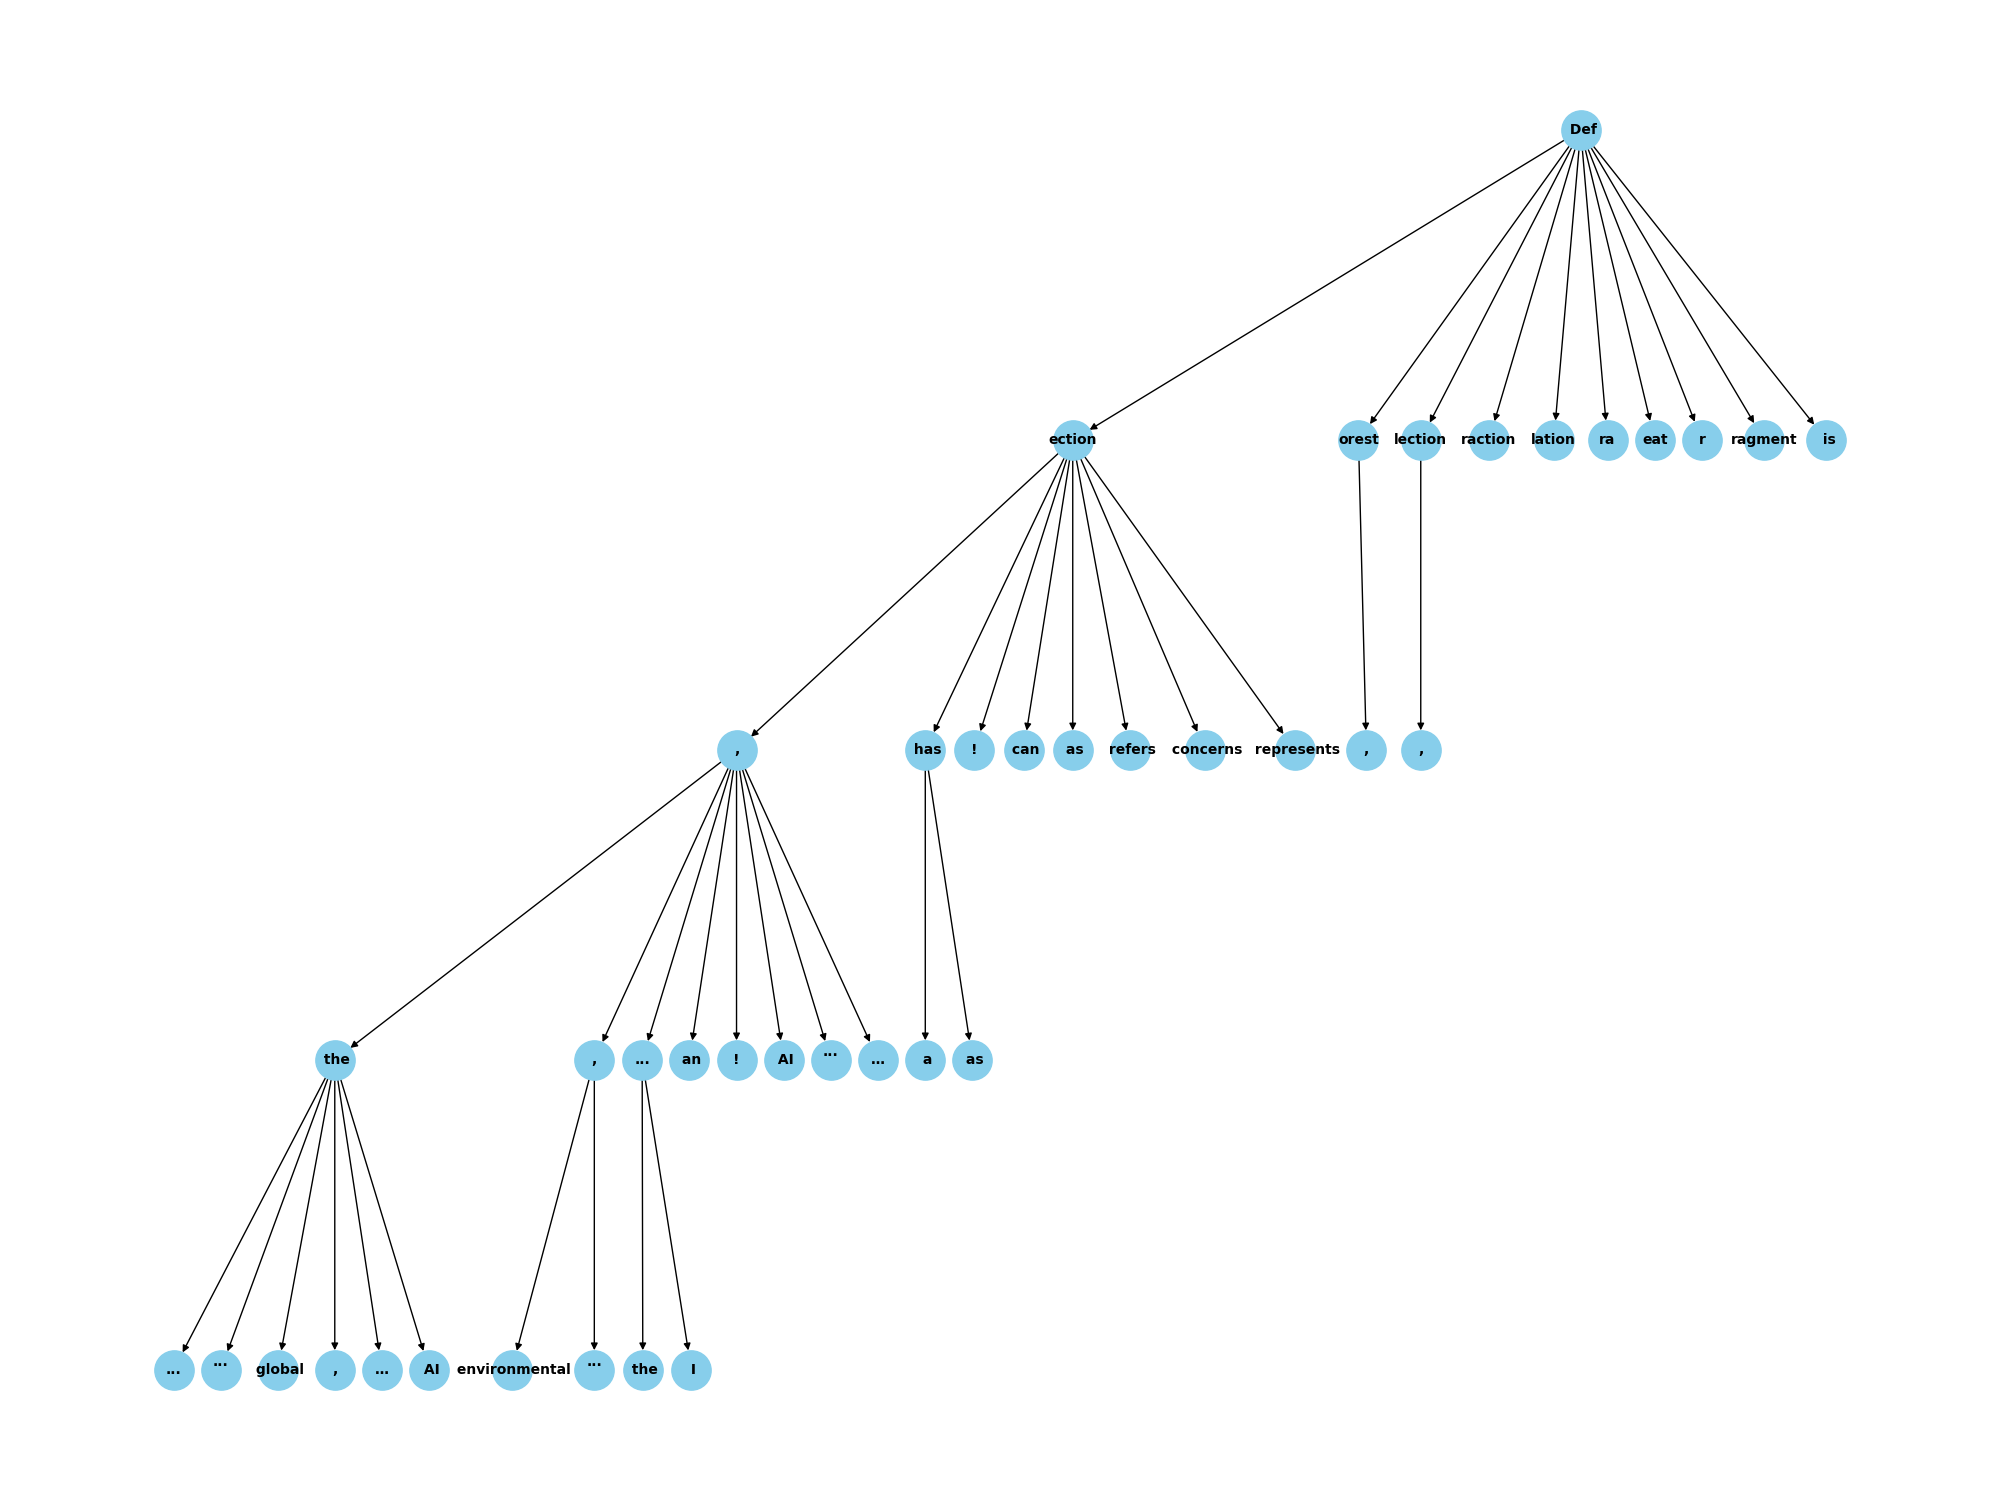 Def
ection orest lection raction lation ra eat r ragment is
, has ! can as refers concerns represents , ,
the , ... an ! AI ⋯ … a as
... ⋯ global , … AI environmental ⋯ the I